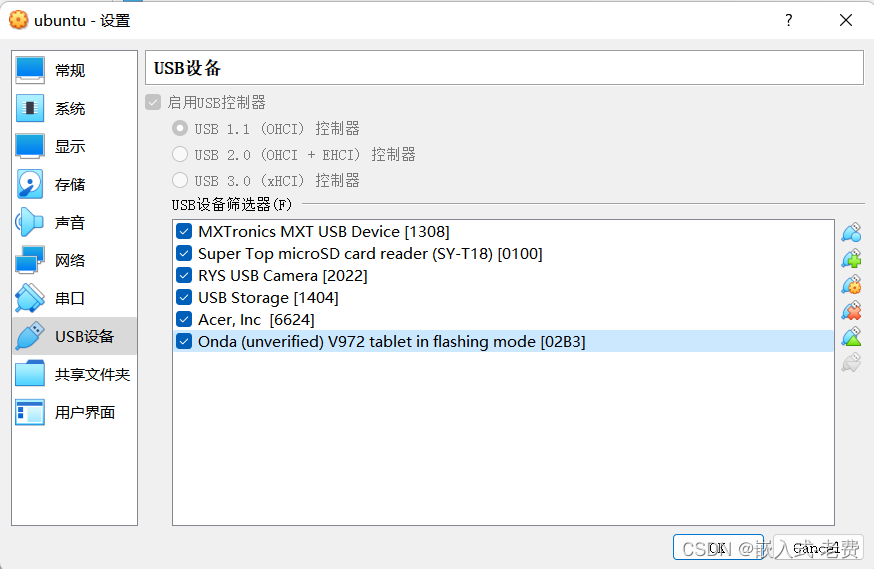 ubuntu - 设置
?
常规
系统
显示
存储
声音
网络
串口
USB设备
共享文件夹
用户界面
USB设备
启用USB控制器
USB 1.1 (OHCI) 控制器
USB 2.0 (OHCI + EHCI) 控制器
USB 3.0 (xHCI) 控制器
USB设备筛选器(F)
MXTronics MXT USB Device [1308]
Super Top microSD card reader (SY-T18) [0100]
RYS USB Camera [2022]
USB Storage [1404]
Acer, Inc  [6624]
Onda (unverified) V972 tablet in flashing mode [02B3]
OK
Cancel
CSDN @嵌入式-老费